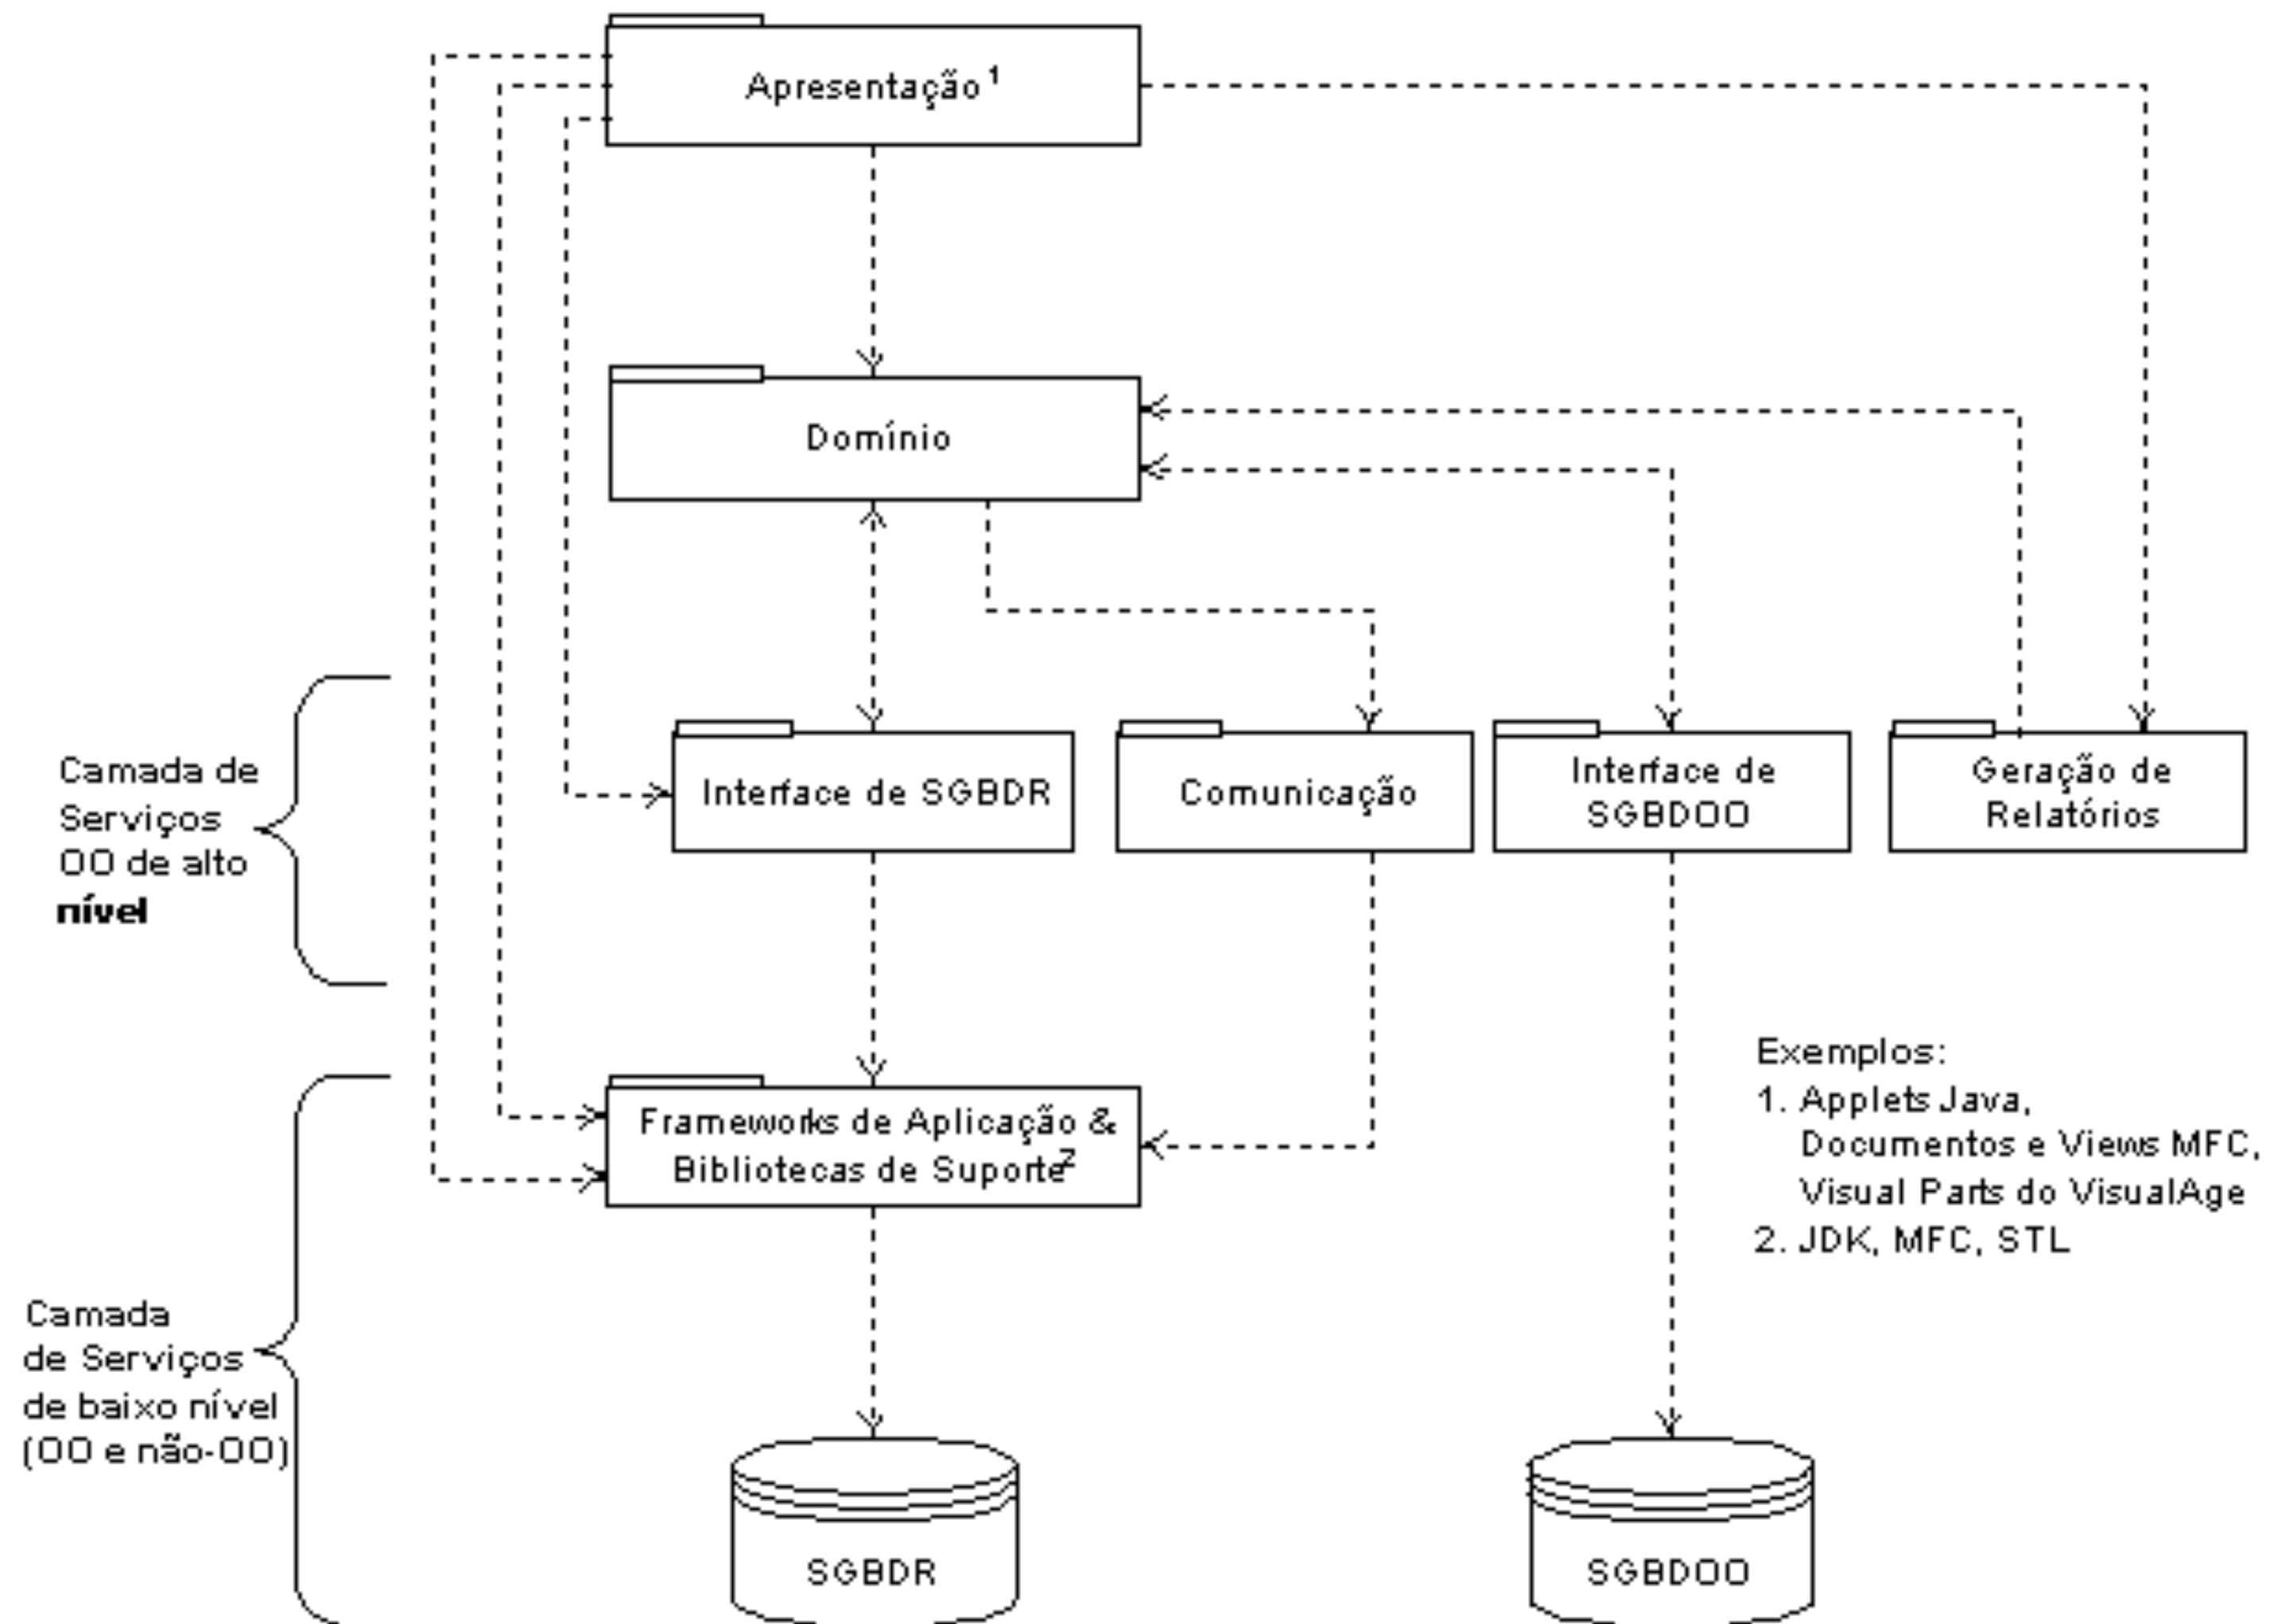 Apresentação¹
Domínio
Camada de
Serviços
OO de alto
nível
Interface de SGBDR
Comunicação
Interface de
SGBDOO
Geração de
Relatórios
Frameworks de Aplicação &
Bibliotecas de Suporte²
Exemplos:
1. Applets Java,
Documentos e Views MFC,
Visual Parts do VisualAge
2. JDK, MFC, STL
Camada
de Serviços
de baixo nível
(OO e não-OO)
SGBDR
SGBDOO